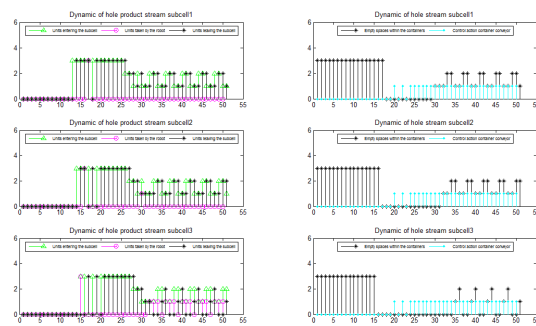 Dynamic of hole product stream subcell1
Dynamic of hole stream subcell1
6
4
2
0
Units entering the subcell
Units taken by the robot
Units leaving the subcell
0 5 10 15 20 25 30 35 40 45 50 55
6
4
2
0
Empty spaces within the containers
Control action container conveyor
0 5 10 15 20 25 30 35 40 45 50 55
Dynamic of hole product stream subcell2
Dynamic of hole stream subcell2
6
4
2
0
Units entering the subcell
Units taken by the robot
Units leaving the subcell
0 5 10 15 20 25 30 35 40 45 50 55
6
4
2
0
Empty spaces within the containers
Control action container conveyor
0 5 10 15 20 25 30 35 40 45 50 55
Dynamic of hole product stream subcell3
Dynamic of hole stream subcell3
6
4
2
0
Units entering the subcell
Units taken by the robot
Units leaving the subcell
0 5 10 15 20 25 30 35 40 45 50 55
6
4
2
0
Empty spaces within the containers
Control action container conveyor
0 5 10 15 20 25 30 35 40 45 50 55